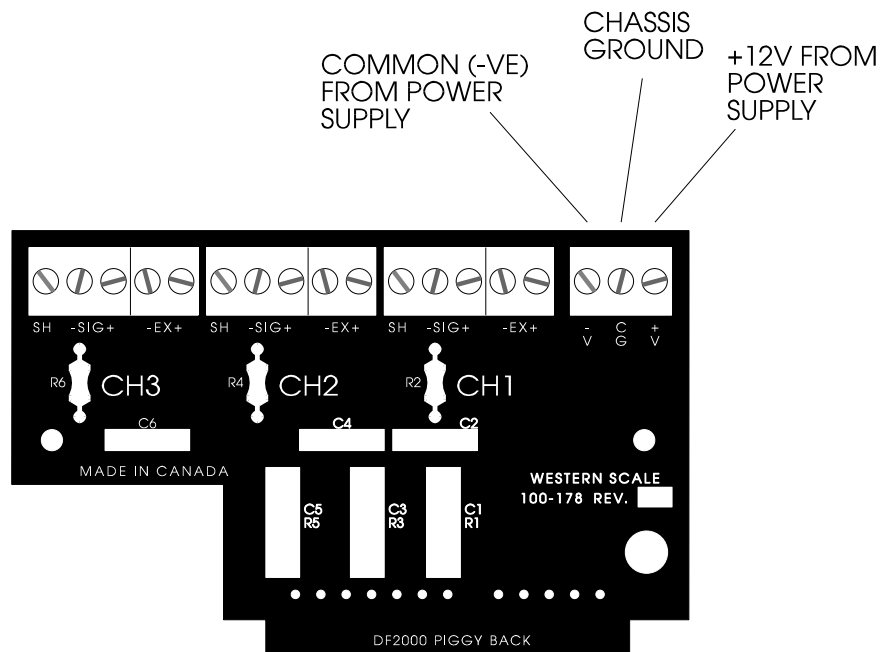 CHASSIS
GROUND
COMMON (-VE)
FROM POWER
SUPPLY
+12V FROM
POWER
SUPPLY
SH -SIG+ -EX+ SH -SIG+ -EX+ SH -SIG+ -EX+
-
V
C
G
+
V
R6 CH3 R4 CH2 R2 CH1
C6 C4 C2
MADE IN CANADA
WESTERN SCALE
100-178 REV.
C5
R5
C3
R3
C1
R1
DF2000 PIGGY BACK